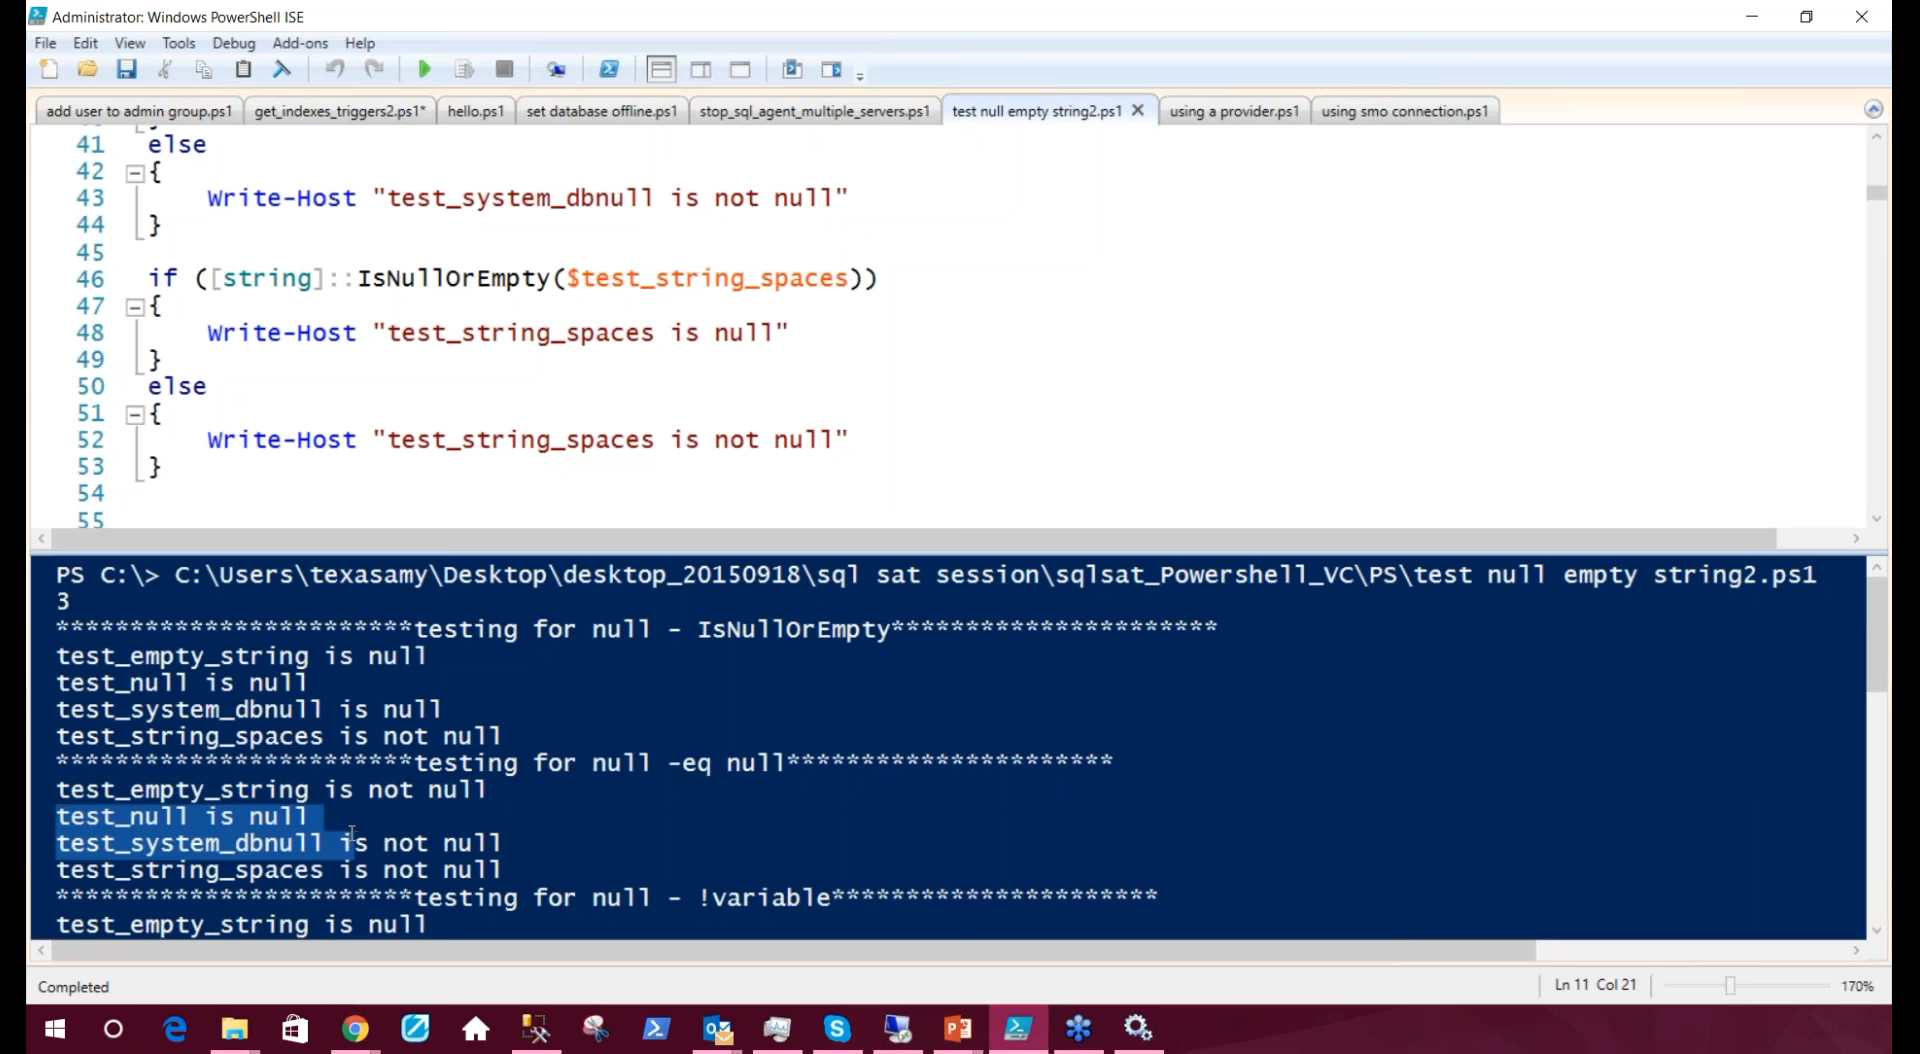 Administrator: Windows PowerShell ISE
File Edit View Tools Debug Add-ons Help
add user to admin group.ps1 get_indexes_triggers2.ps1* hello.ps1 set database offline.ps1 stop_sql_agent_multiple_servers.ps1 test null empty string2.ps1 using a provider.ps1 using smo connection.ps1
41 else
42 {
43 Write-Host "test_system_dbnull is not null"
44 }
45
46 if ([string]::IsNullOrEmpty($test_string_spaces))
47 {
48 Write-Host "test_string_spaces is null"
49 }
50 else
51 {
52 Write-Host "test_string_spaces is not null"
53 }
54
55
PS C:\> C:\Users\texasamy\Desktop\desktop_20150918\sql sat session\sqlsat_Powershell_VC\PS\test null empty string2.ps1
3
************************testing for null - IsNullOrEmpty**********************
test_empty_string is null
test_null is null
test_system_dbnull is null
test_string_spaces is not null
************************testing for null -eq null**********************
test_empty_string is not null
test_null is null
test_system_dbnull is not null
test_string_spaces is not null
************************testing for null - !variable**********************
test_empty_string is null
Completed Ln 11 Col 21 170%